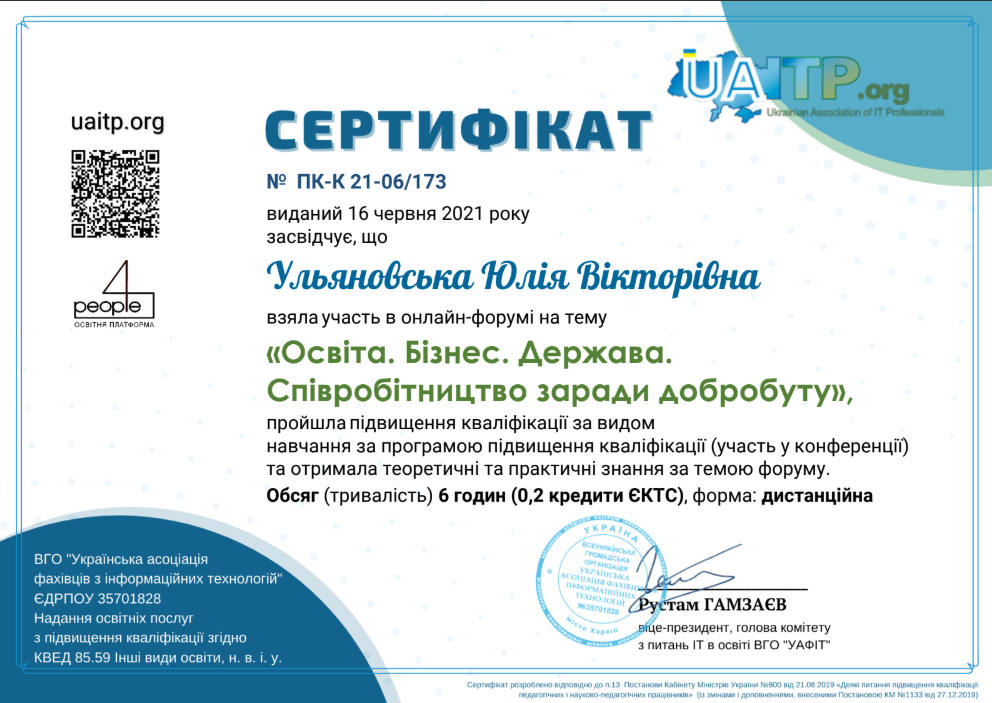 UAITP.org
Ukrainian Association of IT Professionals
uaitp.org
4
people
ОСВІТНЯ ПЛАТФОРМА
СЕРТИФІКАТ
№ ПК-К 21-06/173
виданий 16 червня 2021 року
засвідчує, що
Ульяновська Юлія Вікторівна
взяла участь в онлайн-форумі на тему
«Освіта. Бізнес. Держава.
Співробітництво заради добробуту»,
пройшла підвищення кваліфікації за видом
навчання за програмою підвищення кваліфікації (участь у конференції)
та отримала теоретичні та практичні знання за темою форуму.
Обсяг (тривалість) 6 годин (0,2 кредити ЄКТС), форма: дистанційна
ВГО "Українська асоціація
фахівців з інформаційних технологій"
ЄДРПОУ 35701828
Надання освітніх послуг
з підвищення кваліфікації згідно
КВЕД 85.59 Інші види освіти, н. в. і. у.
УКРАЇНА
ВСЕУКРАЇНСЬКА
ГРОМАДСЬКА
ОРГАНІЗАЦІЯ
УКРАЇНСЬКА
АСОЦІАЦІЯ ФАХІВЦІВ
ІНФОРМАЦІЙНИХ
ТЕХНОЛОГІЙ
№35701828
місто Харків
Рустам ГАМЗАЄВ
віце-президент, голова комітету
з питань ІТ в освіті ВГО "УАФІТ"
Сертифікат розроблено відповідно до п.13 Постанови Кабінету Міністрів України №800 від 21.08.2019 «Деякі питання підвищення кваліфікації
педагогічних і науково-педагогічних працівників» (із змінами і доповненнями, внесеними Постановою КМ №1133 від 27.12.2019)